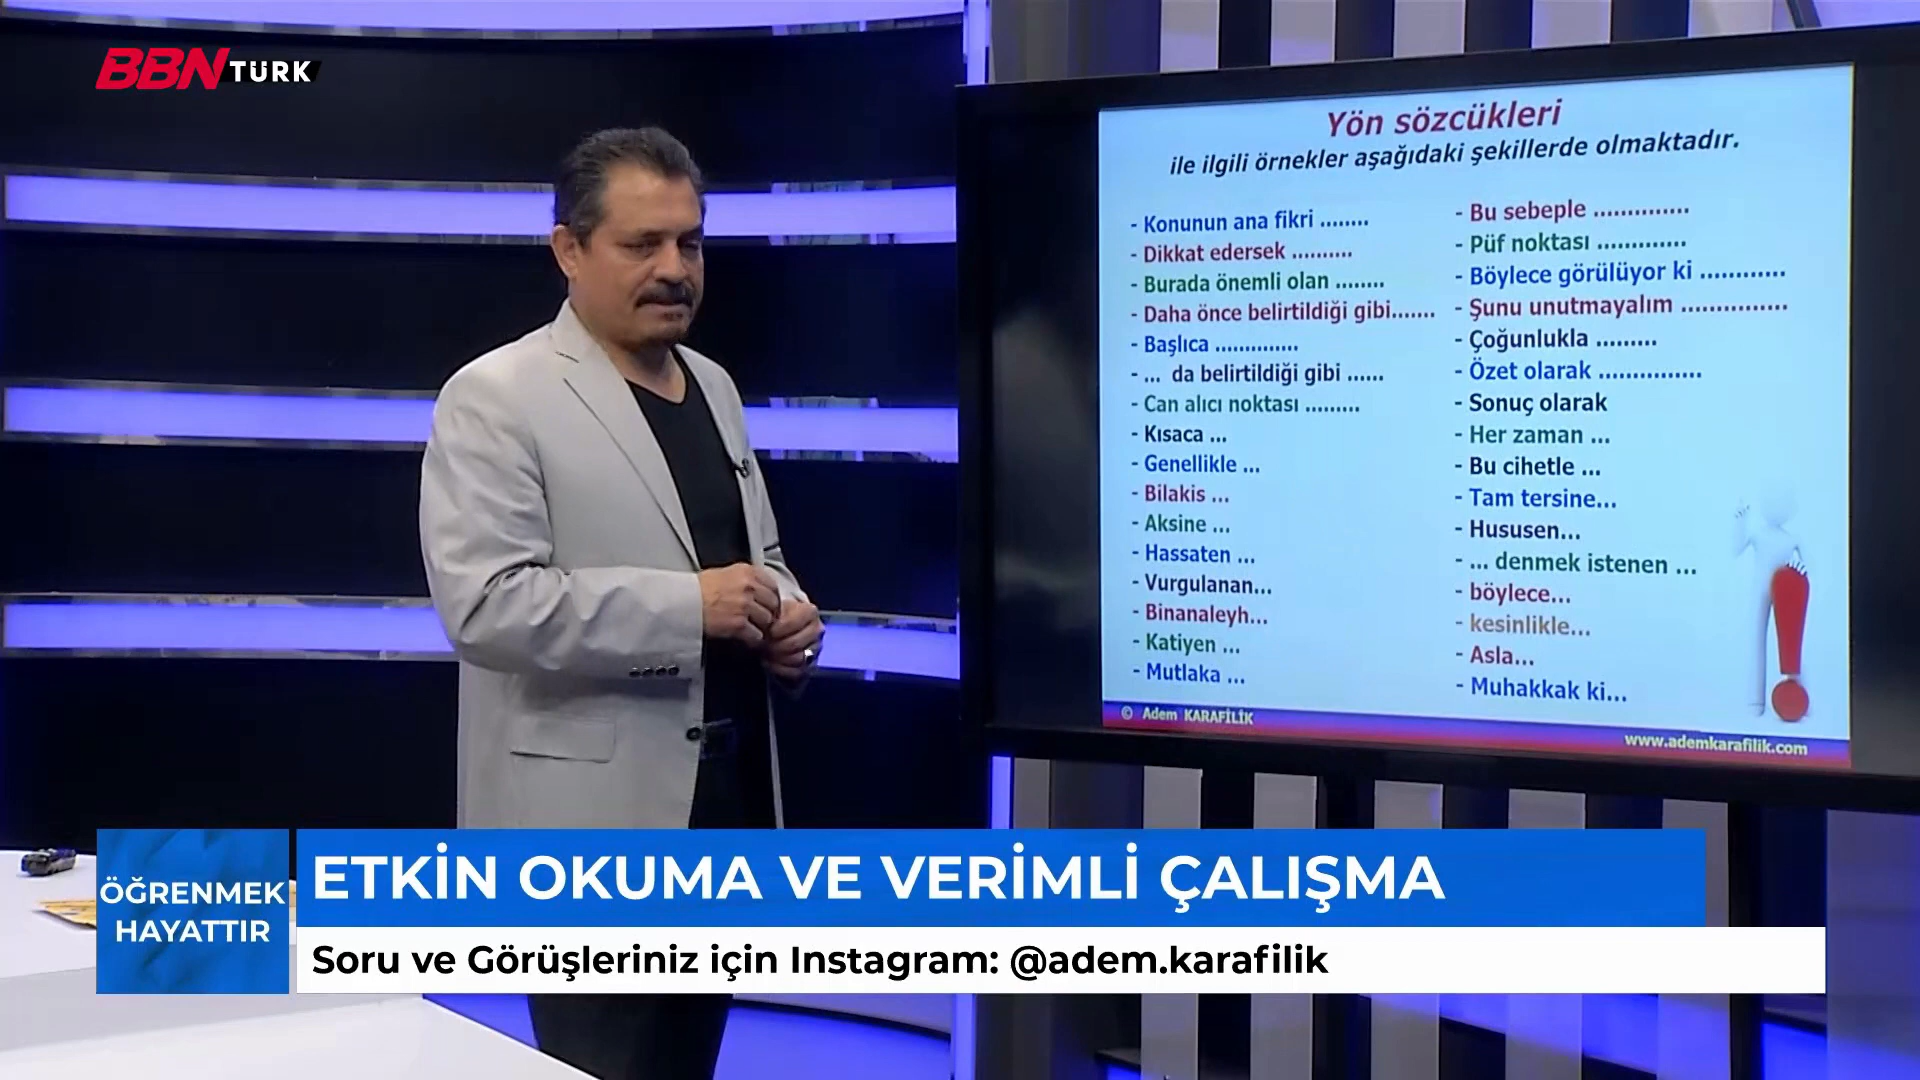 BBN TÜRK
Yön sözcükleri
ile ilgili örnekler aşağıdaki şekillerde olmaktadır.
- Konunun ana fikri ........
- Dikkat edersek ..........
- Burada önemli olan ........
- Daha önce belirtildiği gibi.......
- Başlıca ..............
- ... da belirtildiği gibi ......
- Can alıcı noktası .........
- Kısaca ...
- Genellikle ...
- Bilakis ...
- Aksine ...
- Hassaten ...
- Vurgulanan...
- Binanaleyh...
- Katiyen ...
- Mutlaka ...
- Bu sebeple ..............
- Püf noktası .............
- Böylece görülüyor ki ............
- Şunu unutmayalım ...............
- Çoğunlukla .........
- Özet olarak ...............
- Sonuç olarak
- Her zaman ...
- Bu cihetle ...
- Tam tersine...
- Hususen...
- ... denmek istenen ...
- böylece...
- kesinlikle...
- Asla...
- Muhakkak ki...
© Adem KARAFİLİK
www.ademkarafilik.com
ÖĞRENMEK
HAYATTIR
ETKİN OKUMA VE VERİMLİ ÇALIŞMA
Soru ve Görüşleriniz için Instagram: @adem.karafilik